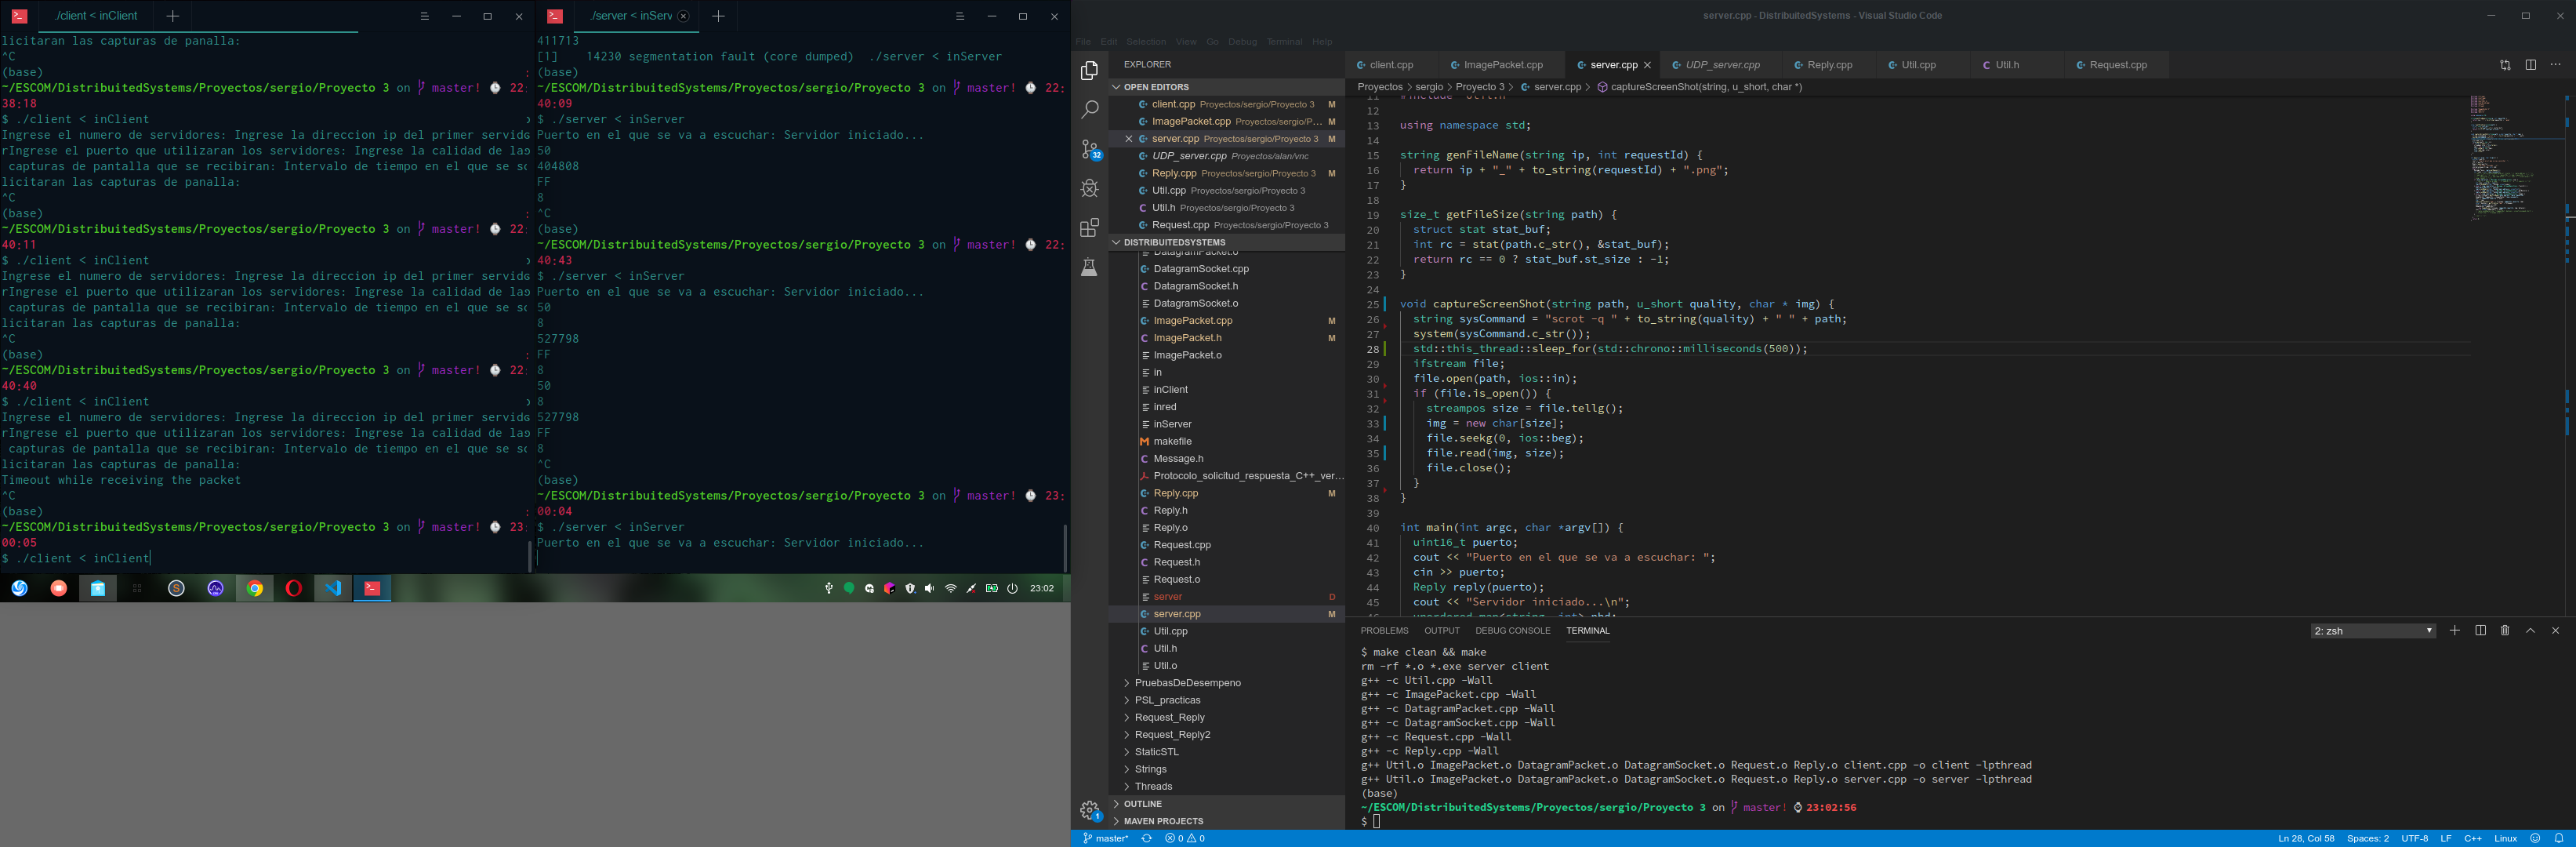 ./client < inClient
licitaran las capturas de panalla:
^C
(base)
~/ESCOM/DistribuitedSystems/Proyectos/sergio/Proyecto 3 on master! 22:
38:18
$ ./client < inClient
Ingrese el numero de servidores: Ingrese la direccion ip del primer servido
rIngrese el puerto que utilizaran los servidores: Ingrese la calidad de las
capturas de pantalla que se recibiran: Intervalo de tiempo en el que se so
licitaran las capturas de panalla:
^C
(base)
~/ESCOM/DistribuitedSystems/Proyectos/sergio/Proyecto 3 on master! 22:
40:11
$ ./client < inClient
Ingrese el numero de servidores: Ingrese la direccion ip del primer servido
rIngrese el puerto que utilizaran los servidores: Ingrese la calidad de las
capturas de pantalla que se recibiran: Intervalo de tiempo en el que se so
licitaran las capturas de panalla:
^C
(base)
~/ESCOM/DistribuitedSystems/Proyectos/sergio/Proyecto 3 on master! 22:
40:40
$ ./client < inClient
Ingrese el numero de servidores: Ingrese la direccion ip del primer servido
rIngrese el puerto que utilizaran los servidores: Ingrese la calidad de las
capturas de pantalla que se recibiran: Intervalo de tiempo en el que se so
licitaran las capturas de panalla:
Timeout while receiving the packet
^C
(base)
~/ESCOM/DistribuitedSystems/Proyectos/sergio/Proyecto 3 on master! 23:
00:05
$ ./client < inClient
./server < inServ
411713
[1] 14230 segmentation fault (core dumped) ./server < inServer
(base)
~/ESCOM/DistribuitedSystems/Proyectos/sergio/Proyecto 3 on master! 22:
40:09
$ ./server < inServer
Puerto en el que se va a escuchar: Servidor iniciado...
50
404808
FF
8
^C
(base)
~/ESCOM/DistribuitedSystems/Proyectos/sergio/Proyecto 3 on master! 22:
40:43
$ ./server < inServer
Puerto en el que se va a escuchar: Servidor iniciado...
50
8
527798
FF
8
50
8
527798
FF
8
^C
(base)
~/ESCOM/DistribuitedSystems/Proyectos/sergio/Proyecto 3 on master! 23:
00:04
$ ./server < inServer
Puerto en el que se va a escuchar: Servidor iniciado...
23:02
server.cpp - DistribuitedSystems - Visual Studio Code
File Edit Selection View Go Debug Terminal Help
EXPLORER
OPEN EDITORS
client.cpp Proyectos/sergio/Proyecto 3 M
ImagePacket.cpp Proyectos/sergio/P... M
server.cpp Proyectos/sergio/Proyecto 3 M
UDP_server.cpp Proyectos/alan/vnc
Reply.cpp Proyectos/sergio/Proyecto 3 M
Util.cpp Proyectos/sergio/Proyecto 3
Util.h Proyectos/sergio/Proyecto 3
Request.cpp Proyectos/sergio/Proyecto 3
DISTRIBUITEDSYSTEMS
DatagramPacket.o
DatagramSocket.cpp
DatagramSocket.h
DatagramSocket.o
ImagePacket.cpp M
ImagePacket.h M
ImagePacket.o
in
inClient
inred
inServer
makefile
Message.h
Protocolo_solicitud_respuesta_C++_ver...
Reply.cpp M
Reply.h
Reply.o
Request.cpp
Request.h
Request.o
server D
server.cpp M
Util.cpp
Util.h
Util.o
PruebasDeDesempeno
PSL_practicas
Request_Reply
Request_Reply2
StaticSTL
Strings
Threads
OUTLINE
MAVEN PROJECTS
32
1
client.cpp ImagePacket.cpp server.cpp UDP_server.cpp Reply.cpp Util.cpp Util.h Request.cpp
Proyectos > sergio > Proyecto 3 > server.cpp > captureScreenShot(string, u_short, char *)
11 #include "Util.h"
12
13 using namespace std;
14
15 string genFileName(string ip, int requestId) {
16 return ip + "_" + to_string(requestId) + ".png";
17 }
18
19 size_t getFileSize(string path) {
20 struct stat stat_buf;
21 int rc = stat(path.c_str(), &stat_buf);
22 return rc == 0 ? stat_buf.st_size : -1;
23 }
24
25 void captureScreenShot(string path, u_short quality, char * img) {
26 string sysCommand = "scrot -q " + to_string(quality) + " " + path;
27 system(sysCommand.c_str());
28 std::this_thread::sleep_for(std::chrono::milliseconds(500));
29 ifstream file;
30 file.open(path, ios::in);
31 if (file.is_open()) {
32 streampos size = file.tellg();
33 img = new char[size];
34 file.seekg(0, ios::beg);
35 file.read(img, size);
36 file.close();
37 }
38 }
39
40 int main(int argc, char *argv[]) {
41 uint16_t puerto;
42 cout << "Puerto en el que se va a escuchar: ";
43 cin >> puerto;
44 Reply reply(puerto);
45 cout << "Servidor iniciado...\n";
46 unordered_map<string, int> nbd;
PROBLEMS OUTPUT DEBUG CONSOLE TERMINAL
2: zsh
$ make clean && make
rm -rf *.o *.exe server client
g++ -c Util.cpp -Wall
g++ -c ImagePacket.cpp -Wall
g++ -c DatagramPacket.cpp -Wall
g++ -c DatagramSocket.cpp -Wall
g++ -c Request.cpp -Wall
g++ -c Reply.cpp -Wall
g++ Util.o ImagePacket.o DatagramPacket.o DatagramSocket.o Request.o Reply.o client.cpp -o client -lpthread
g++ Util.o ImagePacket.o DatagramPacket.o DatagramSocket.o Request.o Reply.o server.cpp -o server -lpthread
(base)
~/ESCOM/DistribuitedSystems/Proyectos/sergio/Proyecto 3 on master! 23:02:56
$
master* 0 0 Ln 28, Col 58 Spaces: 2 UTF-8 LF C++ Linux